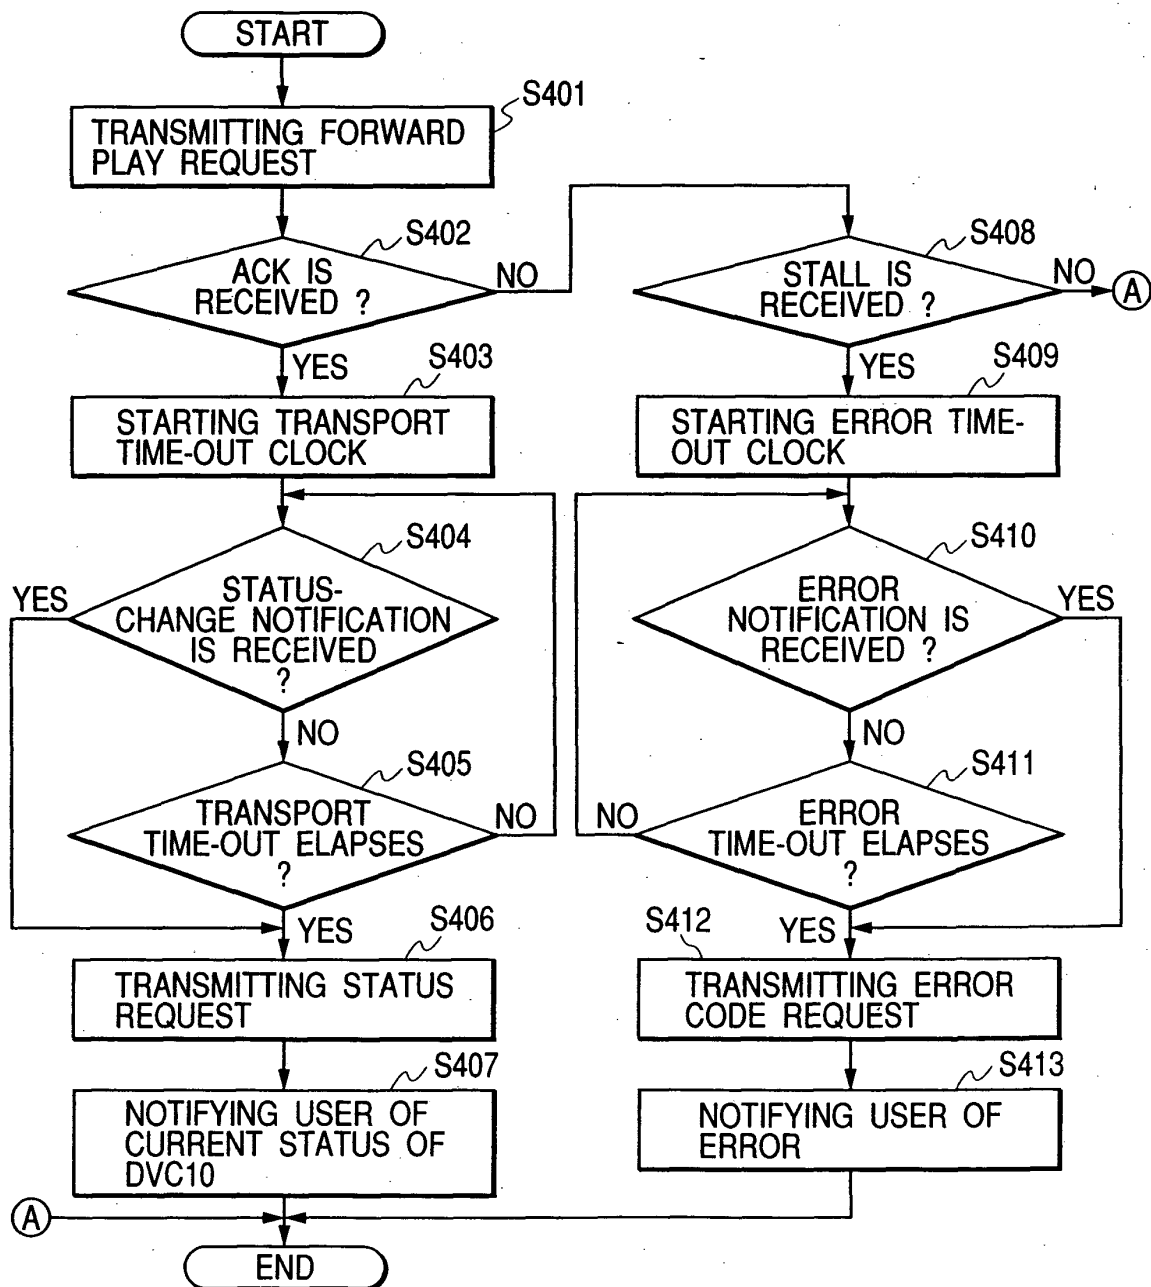 START
S401
TRANSMITTING FORWARD
PLAY REQUEST
S402
ACK IS
RECEIVED ?
NO
YES
S403
STARTING TRANSPORT
TIME-OUT CLOCK
S404
STATUS-
CHANGE NOTIFICATION
IS RECEIVED
?
YES
NO
S405
TRANSPORT
TIME-OUT ELAPSES
?
NO
YES
S406
TRANSMITTING STATUS
REQUEST
S407
NOTIFYING USER OF
CURRENT STATUS OF
DVC10
A
END
S408
STALL IS
RECEIVED ?
NO
A
YES
S409
STARTING ERROR TIME-
OUT CLOCK
S410
ERROR
NOTIFICATION IS
RECEIVED ?
YES
NO
S411
ERROR
TIME-OUT ELAPSES
?
NO
YES
S412
TRANSMITTING ERROR
CODE REQUEST
S413
NOTIFYING USER OF
ERROR